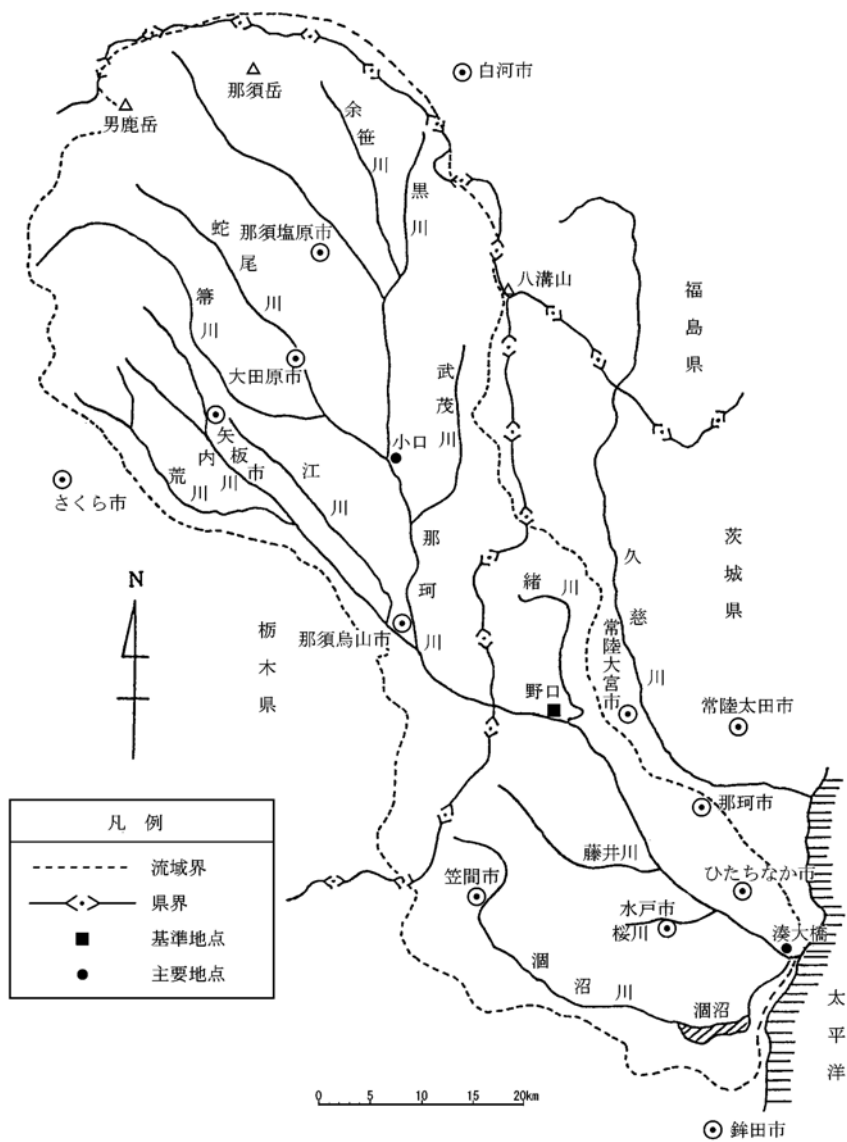 白河市
那須岳
男鹿岳
余笹川
黒川
那須塩原市
蛇尾川
箒川
八溝山
福島県
大田原市
武茂川
矢板市
内川
荒川
江川
小口
さくら市
那珂川
緒川
久慈川
茨城県
N
栃木県
那須烏山市
常陸大宮市
野口
常陸太田市
凡 例
流域界
県界
基準地点
主要地点
那珂市
藤井川
ひたちなか市
笠間市
水戸市
桜川
湊大橋
涸沼川
涸沼
太平洋
0 5 10 15 20km
鉾田市